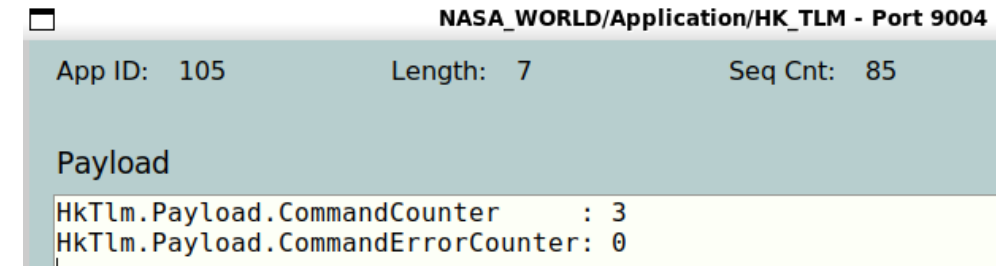 NASA_WORLD/Application/HK_TLM - Port 9004
App ID: 105 Length: 7 Seq Cnt: 85
Payload
HkTlm.Payload.CommandCounter     : 3
HkTlm.Payload.CommandErrorCounter: 0